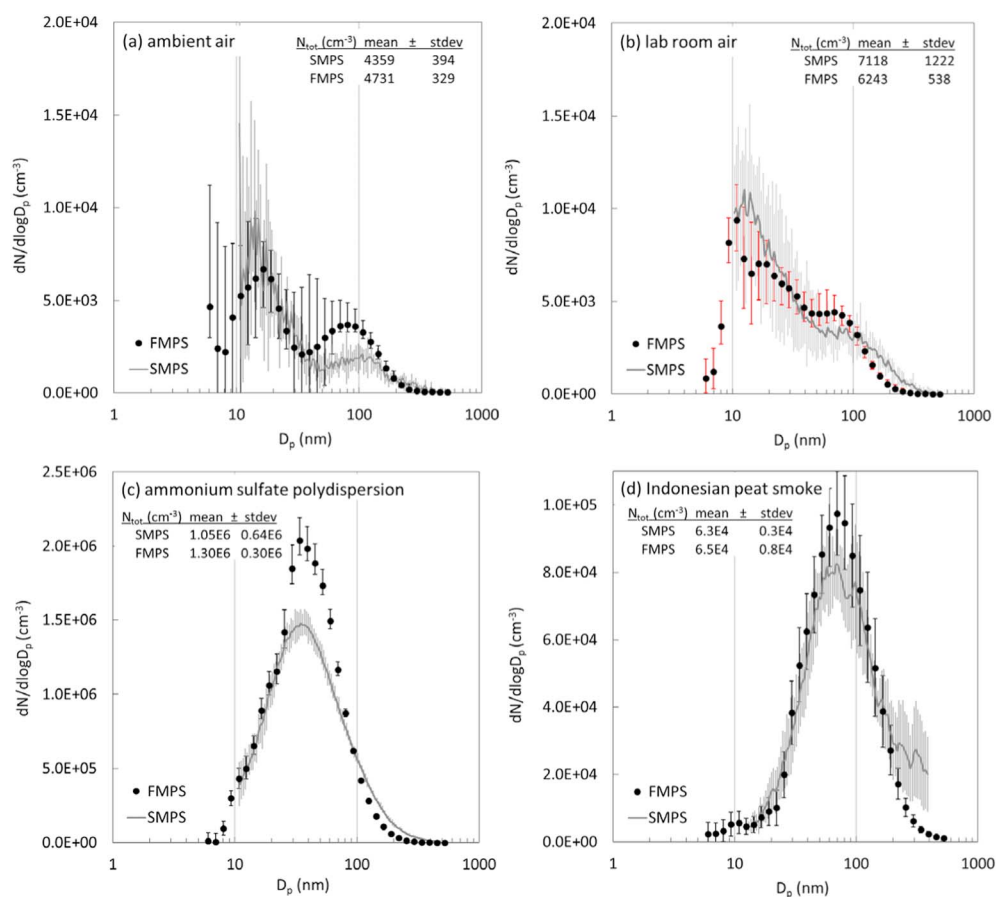 (a) ambient air
N_tot (cm⁻³) mean ± stdev
SMPS 4359 394
FMPS 4731 329
2.0E+04
1.5E+04
1.0E+04
5.0E+03
0.0E+00
dN/dlogD_p (cm⁻³)
FMPS
SMPS
1 10 100 1000
D_p (nm)
(b) lab room air
N_tot (cm⁻³) mean ± stdev
SMPS 7118 1222
FMPS 6243 538
2.0E+04
1.5E+04
1.0E+04
5.0E+03
0.0E+00
dN/dlogD_p (cm⁻³)
FMPS
SMPS
1 10 100 1000
D_p (nm)
(c) ammonium sulfate polydispersion
N_tot (cm⁻³) mean ± stdev
SMPS 1.05E6 0.64E6
FMPS 1.30E6 0.30E6
2.5E+06
2.0E+06
1.5E+06
1.0E+06
5.0E+05
0.0E+00
dN/dlogD_p (cm⁻³)
FMPS
SMPS
1 10 100 1000
D_p (nm)
(d) Indonesian peat smoke
N_tot (cm⁻³) mean ± stdev
SMPS 6.3E4 0.3E4
FMPS 6.5E4 0.8E4
1.0E+05
8.0E+04
6.0E+04
4.0E+04
2.0E+04
0.0E+00
dN/dlogD_p (cm⁻³)
FMPS
SMPS
1 10 100 1000
D_p (nm)